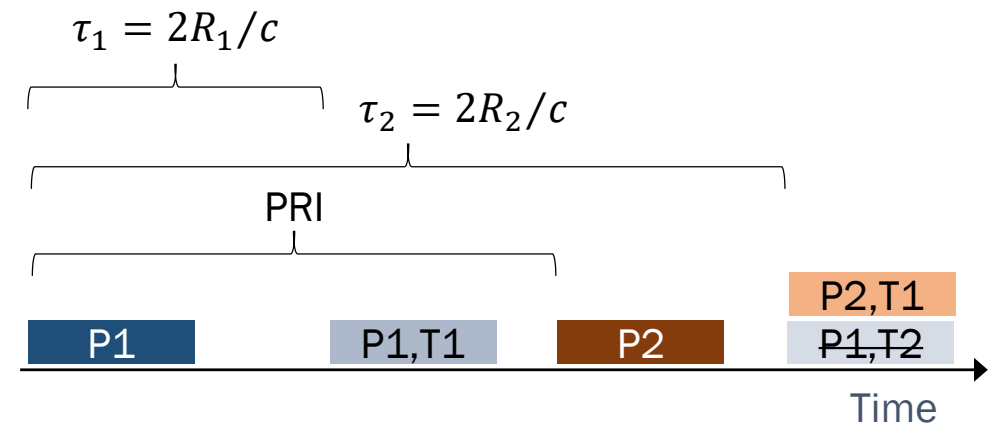 τ₁ = 2R₁/c
τ₂ = 2R₂/c
PRI
P2,T1
P1 P1,T1 P2 P1,T2
Time